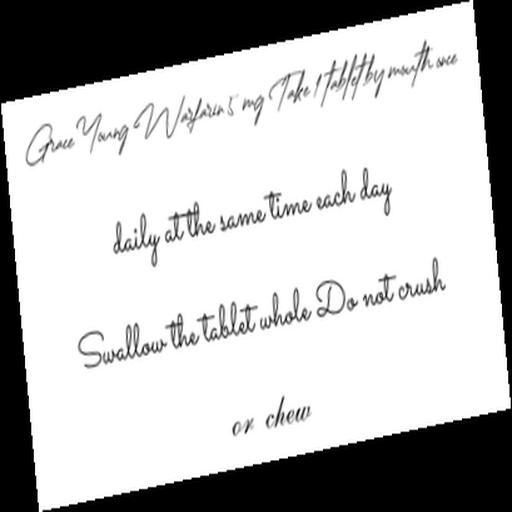 Grace Young Warfarin 5 mg Take 1 tablet by mouth once
daily at the same time each day
Swallow the tablet whole Do not crush
or chew